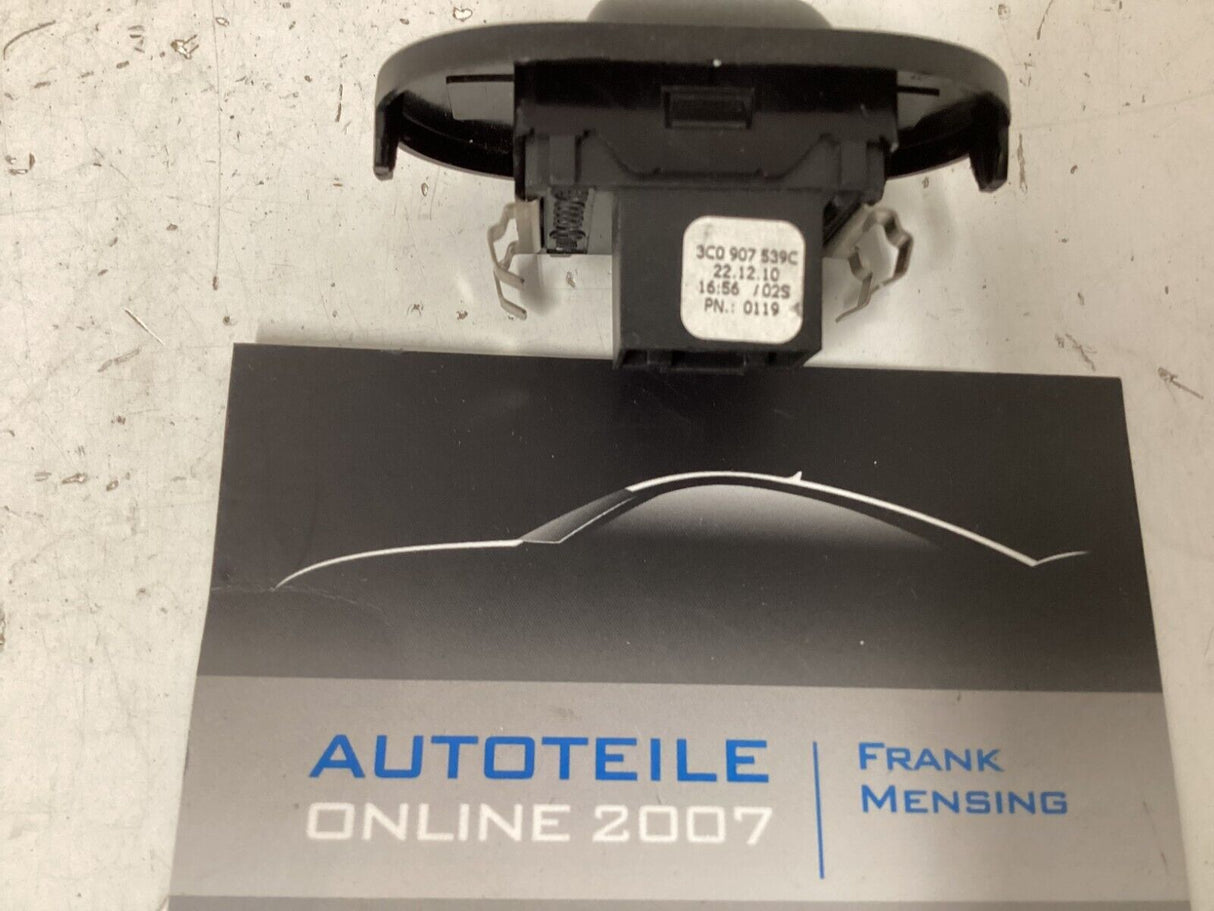 3C0 907 539C
22.12.10
16:56 /02S
PN.: 0119
AUTOTEILE
ONLINE 2007
FRANK
MENSING